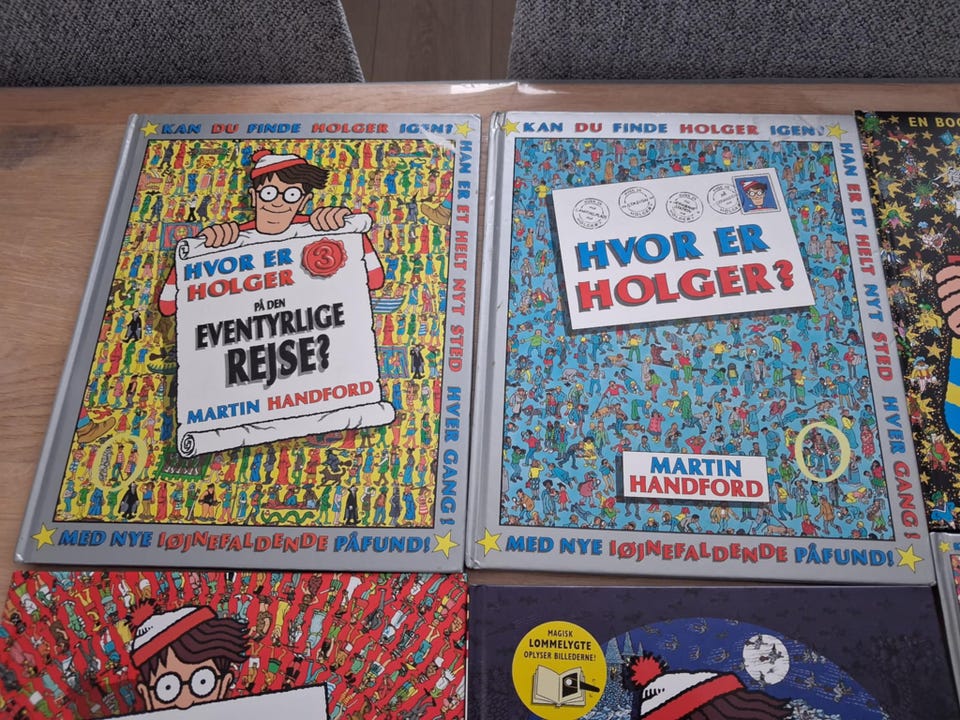 KAN DU FINDE HOLGER IGEN?
HAN ER ET HELT NYT STED HVER GANG!
MED NYE IØJNEFALDENDE PÅFUND!
HVOR ER
HOLGER 3
PÅ DEN
EVENTYRLIGE
REJSE?
MARTIN HANDFORD
KAN DU FINDE HOLGER IGEN?
HAN ER ET HELT NYT STED HVER GANG!
MED NYE IØJNEFALDENDE PÅFUND!
HVOR ER
HOLGER?
MARTIN
HANDFORD
EN
MAGISK
LOMMELYGTE
OPLYSER BILLEDERNE!